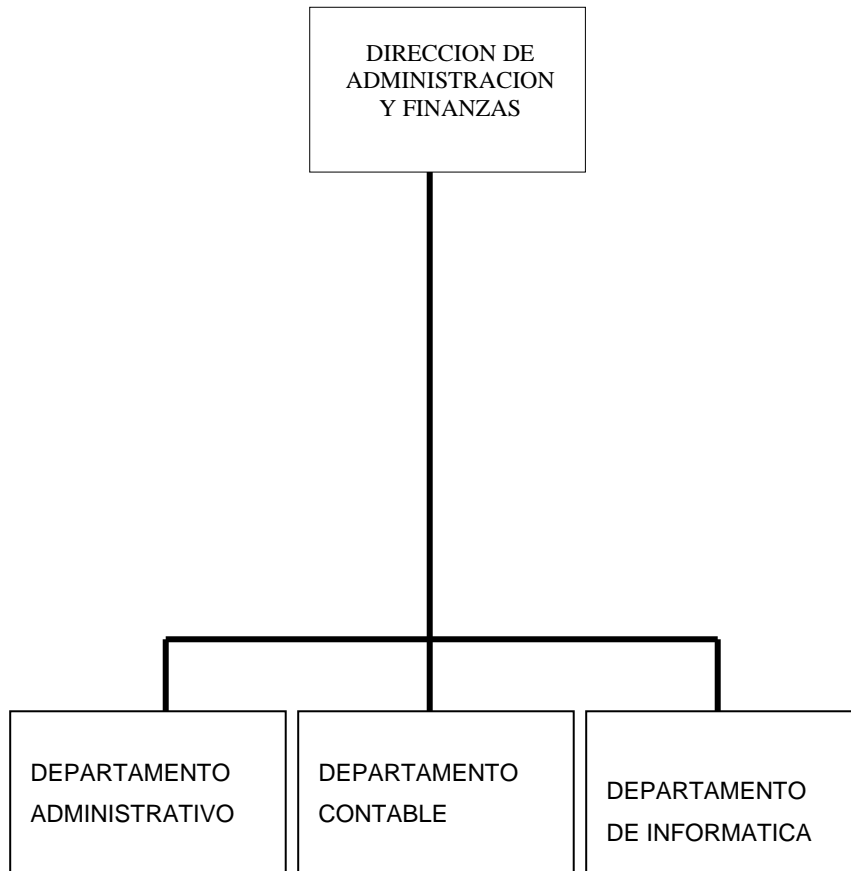 DIRECCION DE
ADMINISTRACION
Y FINANZAS
DEPARTAMENTO
ADMINISTRATIVO
DEPARTAMENTO
CONTABLE
DEPARTAMENTO
DE INFORMATICA